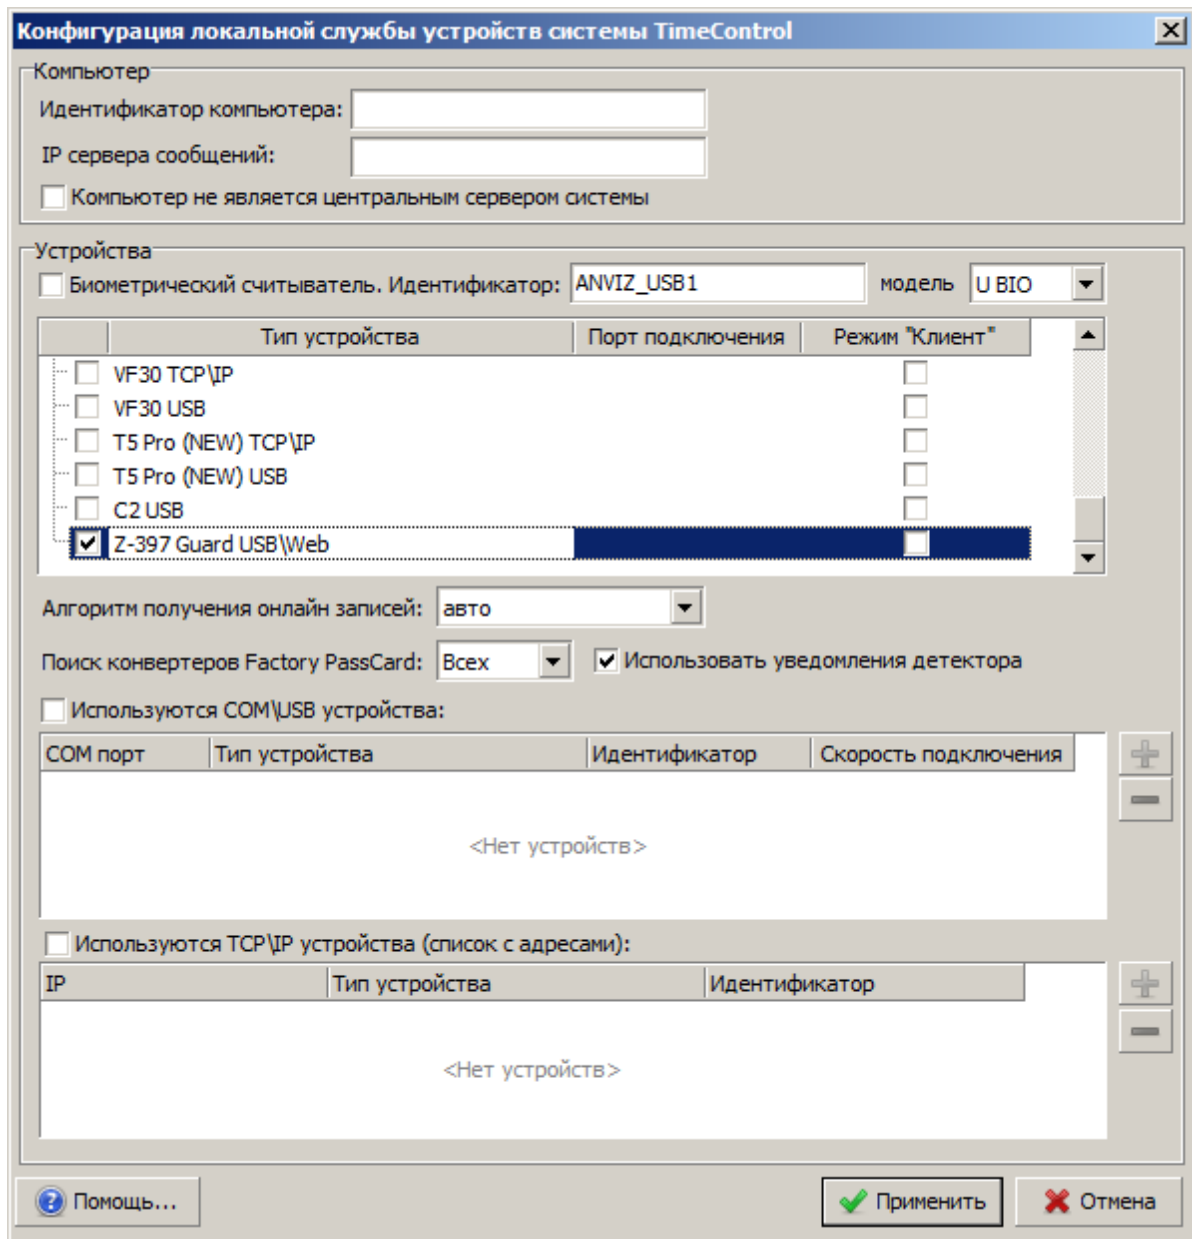 Конфигурация локальной службы устройств системы TimeControl
Компьютер
Идентификатор компьютера:
IP сервера сообщений:
Компьютер не является центральным сервером системы
Устройства
Биометрический считыватель. Идентификатор: ANVIZ_USB1 модель U BIO
Тип устройства Порт подключения Режим "Клиент"
VF30 TCP\IP
VF30 USB
T5 Pro (NEW) TCP\IP
T5 Pro (NEW) USB
C2 USB
Z-397 Guard USB\Web
Алгоритм получения онлайн записей: авто
Поиск конвертеров Factory PassCard: Всех Использовать уведомления детектора
Используются COM\USB устройства:
COM порт Тип устройства Идентификатор Скорость подключения
<Нет устройств>
Используются TCP\IP устройства (список с адресами):
IP Тип устройства Идентификатор
<Нет устройств>
Помощь... Применить Отмена